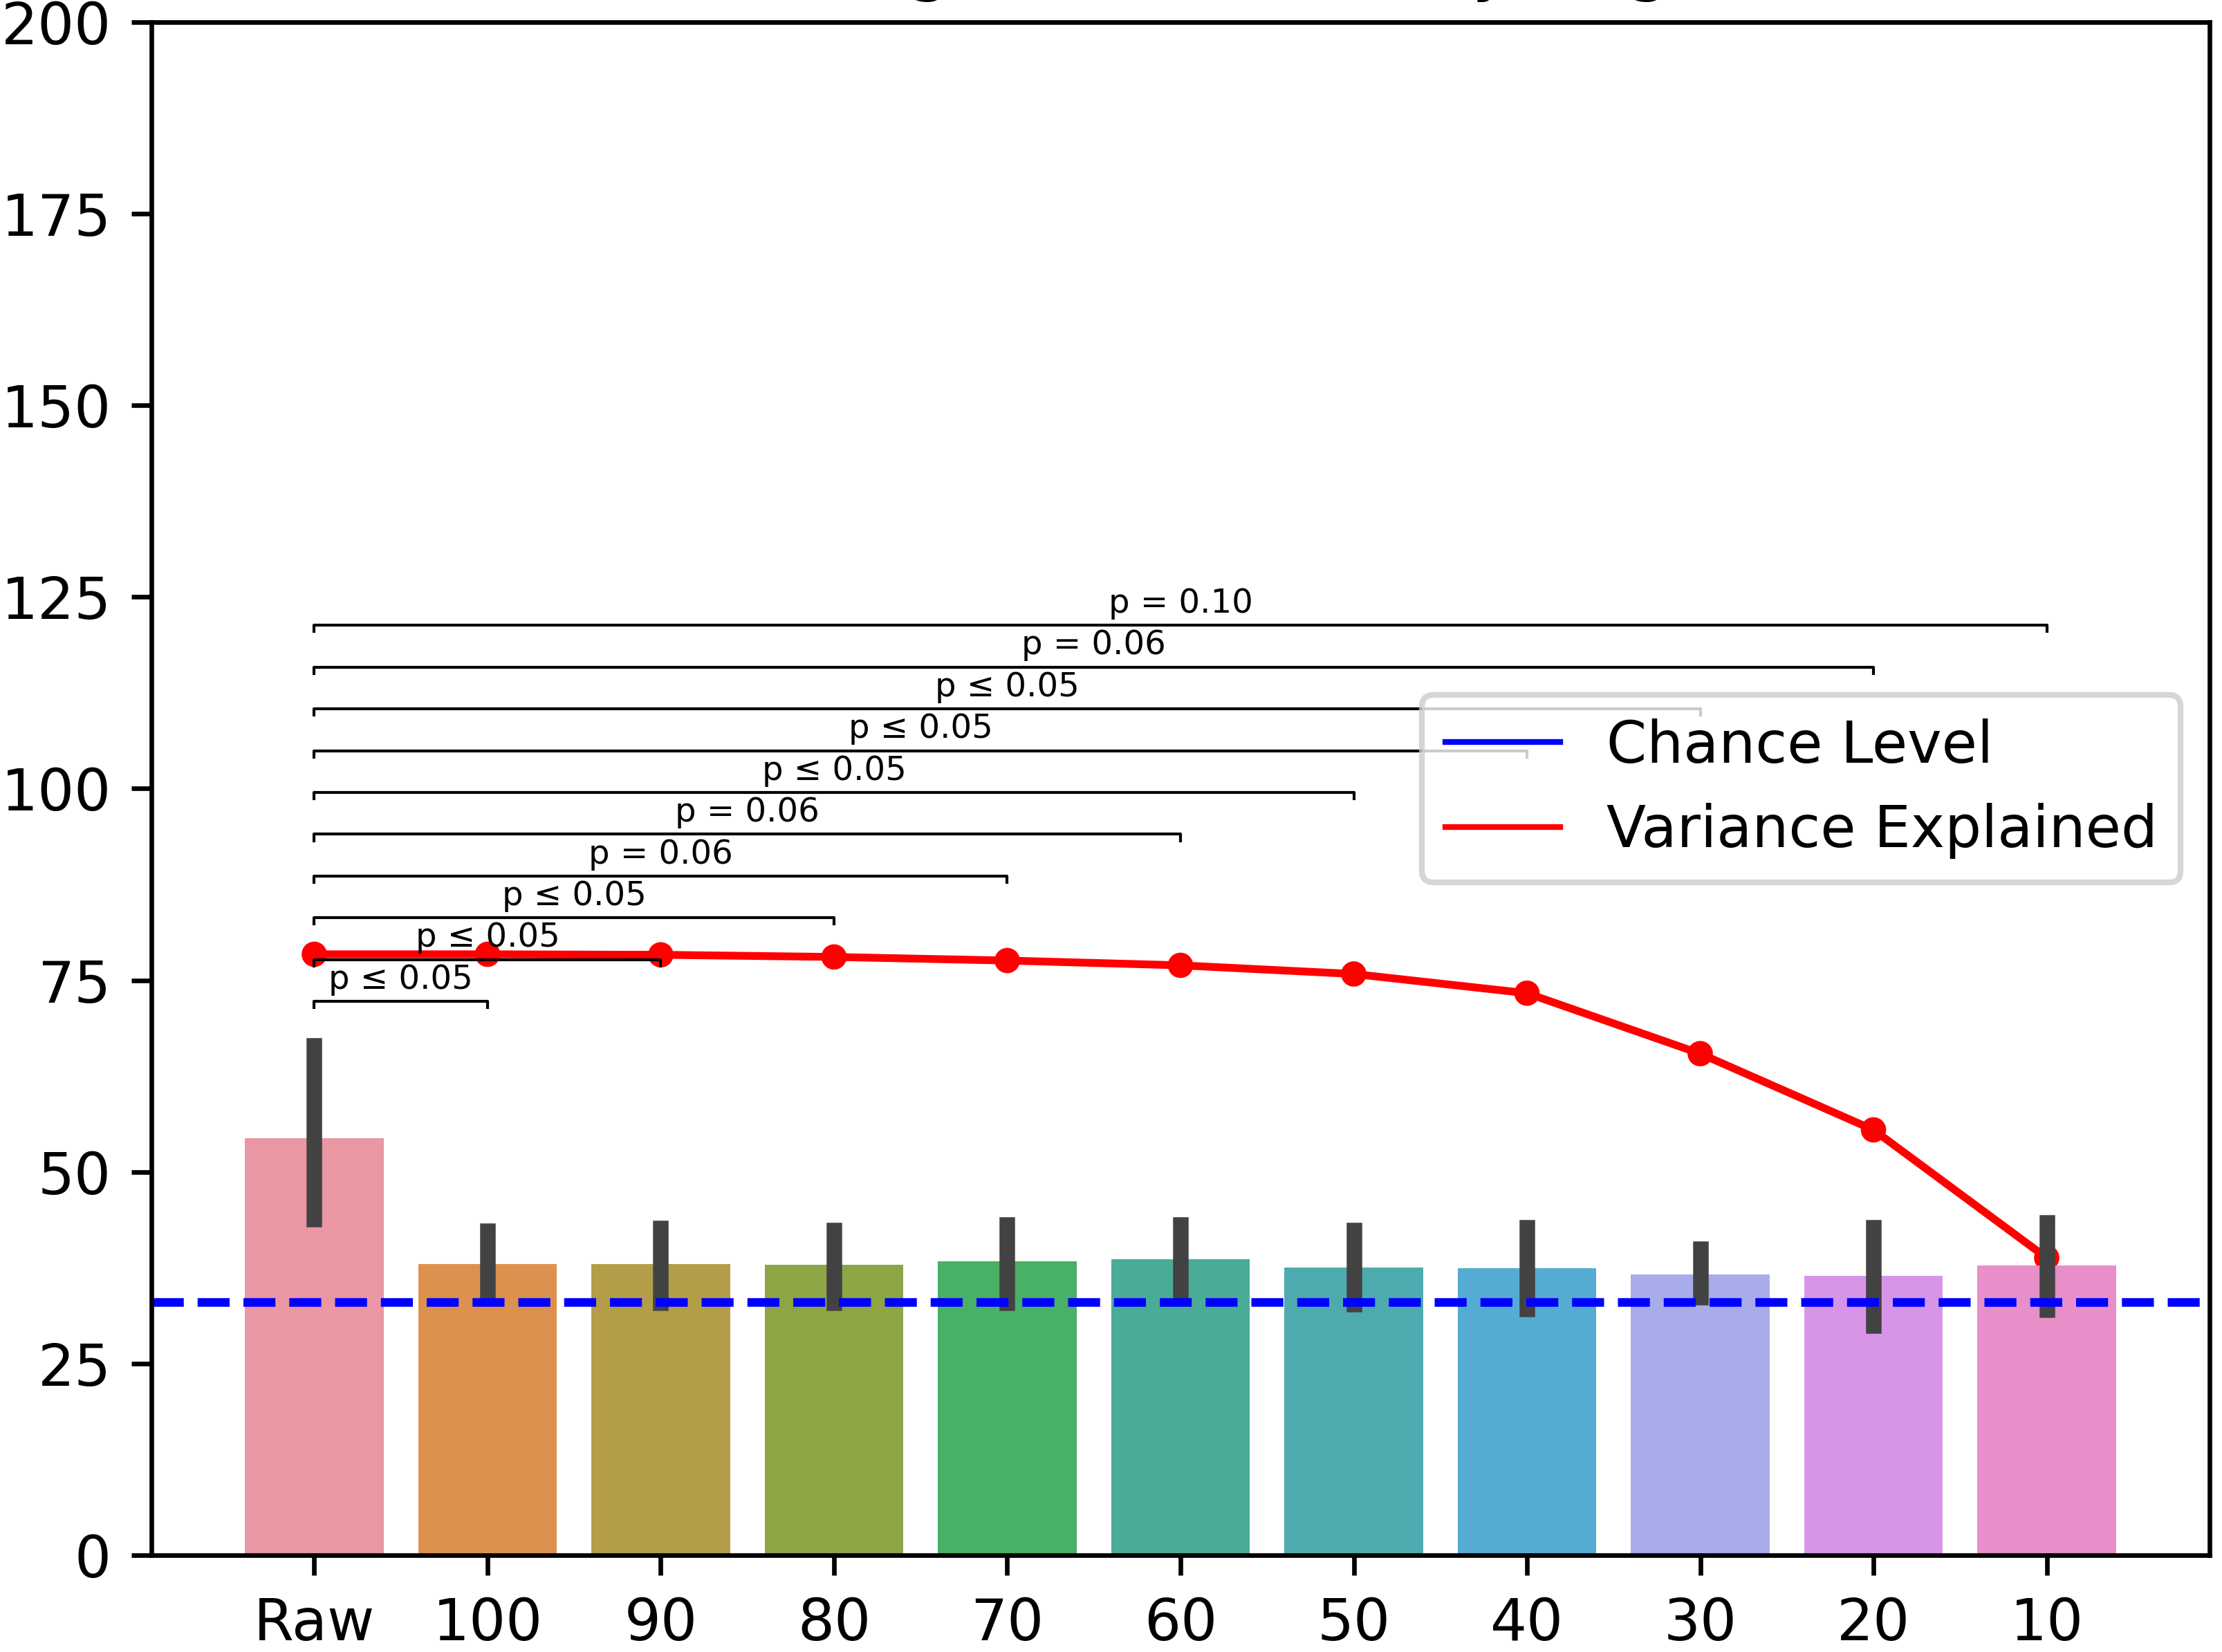 200
175
150
125
100
75
50
25
0
p = 0.10
p = 0.06
p ≤ 0.05
p ≤ 0.05
p ≤ 0.05
p = 0.06
p = 0.06
p ≤ 0.05
p ≤ 0.05
p ≤ 0.05
Chance Level
Variance Explained
Raw 100 90 80 70 60 50 40 30 20 10